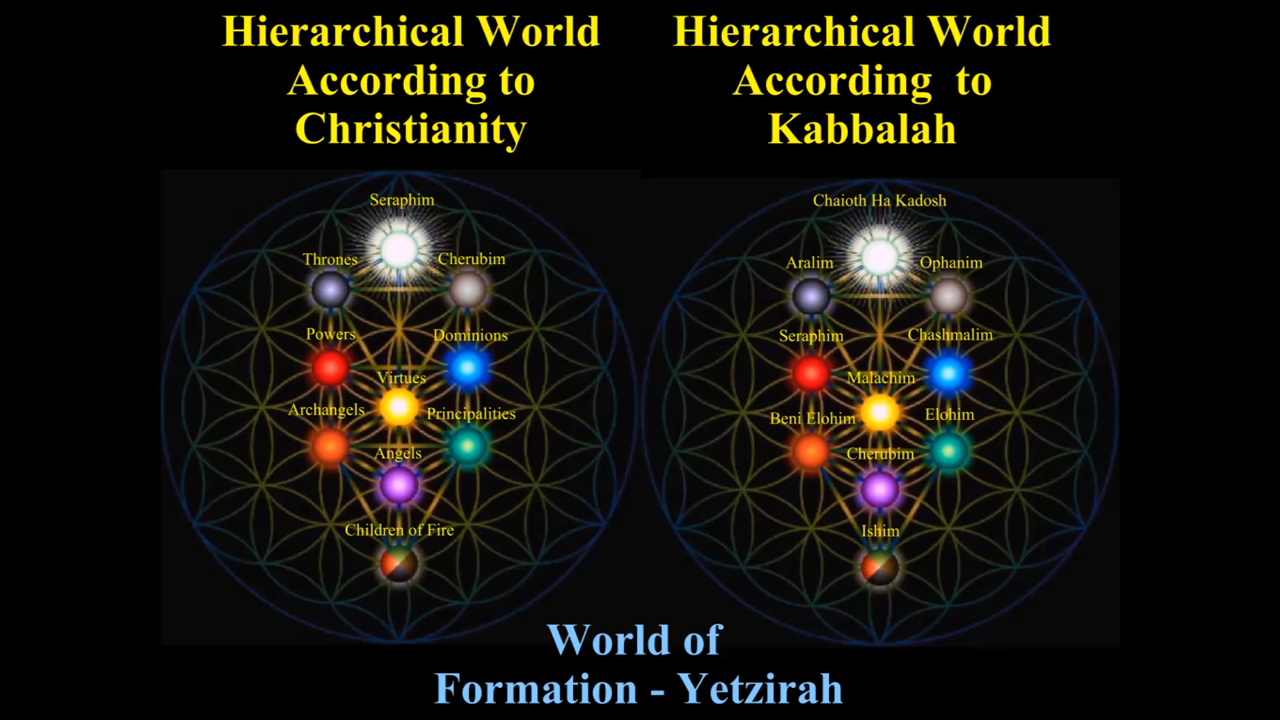 Hierarchical World
According to
Christianity
Hierarchical World
According to
Kabbalah
Seraphim
Thrones
Cherubim
Powers
Dominions
Virtues
Archangels
Principalities
Angels
Children of Fire
Chaioth Ha Kadosh
Aralim
Ophanim
Seraphim
Chashmalim
Malachim
Beni Elohim
Elohim
Cherubim
Ishim
World of
Formation - Yetzirah